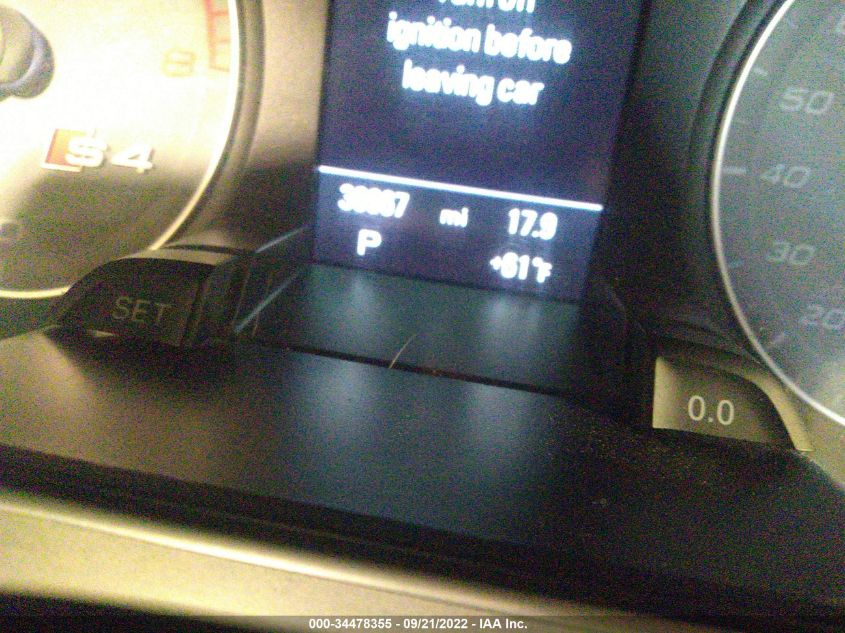 ignition before
leaving car
8
S4
mi 17.9
P
SET
50
40
30
20
0.0
000-34478355 - 09/21/2022 - IAA Inc.